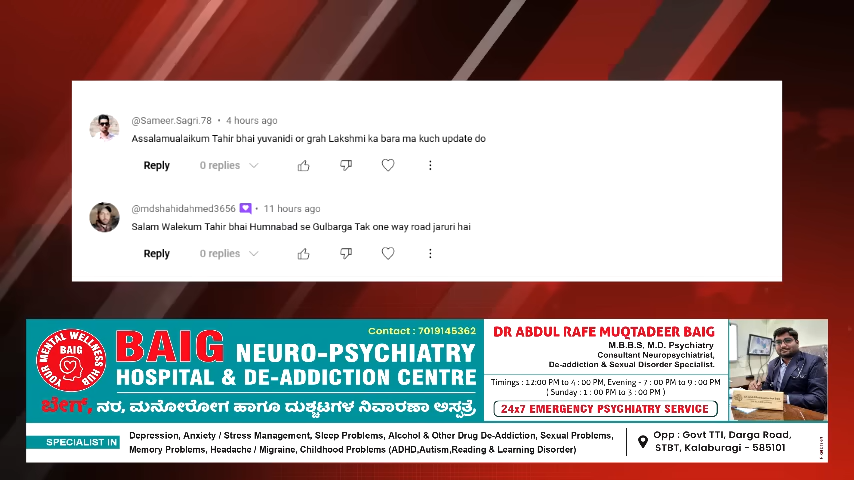 @Sameer.Sagri.78 • 4 hours ago
Assalamualaikum Tahir bhai yuvanidi or grah Lakshmi ka bara ma kuch update do
Reply 0 replies
@mdshahidahmed3656 • 11 hours ago
Salam Walekum Tahir bhai Humnabad se Gulbarga Tak one way road jaruri hai
Reply 0 replies
Contact : 7019145362
MENTAL WELLNESS
BAIG
YOUR HUB
BAIG NEURO-PSYCHIATRY
HOSPITAL & DE-ADDICTION CENTRE
ಬೇಗ್, ನರ, ಮನೋರೋಗ ಹಾಗೂ ದುಶ್ಚಟಗಳ ನಿವಾರಣಾ ಆಸ್ಪತ್ರೆ
DR ABDUL RAFE MUQTADEER BAIG
M.B.B.S, M.D. Psychiatry
Consultant Neuropsychiatrist,
De-addiction & Sexual Disorder Specialist.
Timings : 12:00 PM to 4 : 00 PM, Evening - 7 : 00 PM to 9 : 00 PM
( Sunday : 1 : 00 PM to 3 : 00 PM )
24x7 EMERGENCY PSYCHIATRY SERVICE
SPECIALIST IN
Depression, Anxiety / Stress Management, Sleep Problems, Alcohol & Other Drug De-Addiction, Sexual Problems,
Memory Problems, Headache / Migraine, Childhood Problems (ADHD,Autism,Reading & Learning Disorder)
Opp : Govt TTI, Darga Road,
STBT, Kalaburagi - 585101